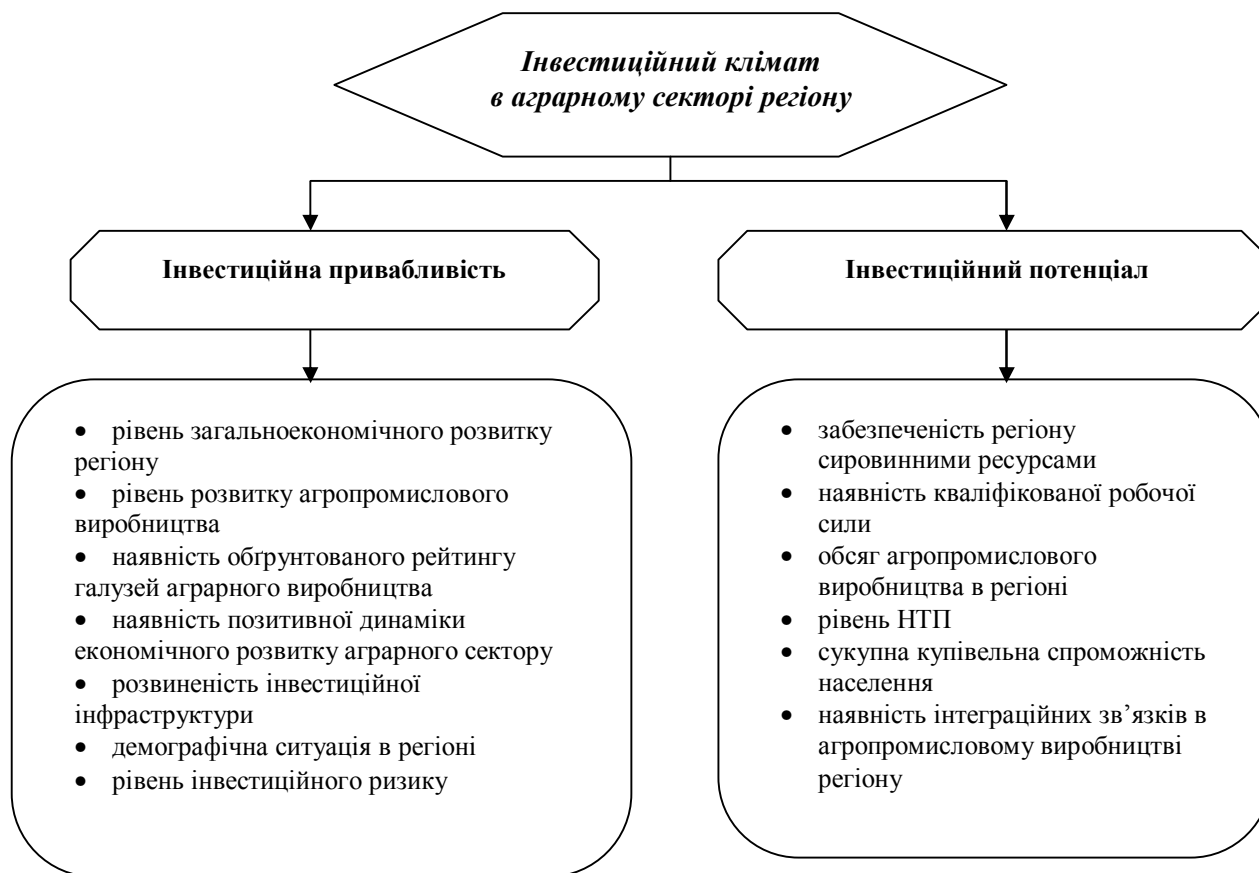 Інвестиційний клімат
в аграрному секторі регіону
Інвестиційна привабливість
Інвестиційний потенціал
• рівень загальноекономічного розвитку
регіону
• рівень розвитку агропромислового
виробництва
• наявність обґрунтованого рейтингу
галузей аграрного виробництва
• наявність позитивної динаміки
економічного розвитку аграрного сектору
• розвиненість інвестиційної
інфраструктури
• демографічна ситуація в регіоні
• рівень інвестиційного ризику
• забезпеченість регіону
сировинними ресурсами
• наявність кваліфікованої робочої
сили
• обсяг агропромислового
виробництва в регіоні
• рівень НТП
• сукупна купівельна спроможність
населення
• наявність інтеграційних зв’язків в
агропромисловому виробництві
регіону